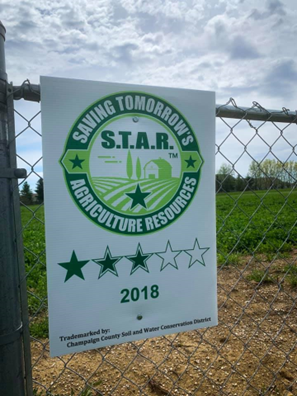 SAVING TOMORROW'S
S.T.A.R.
TM
AGRICULTURE RESOURCES
2018
Trademarked by:
Champaign County Soil and Water Conservation District